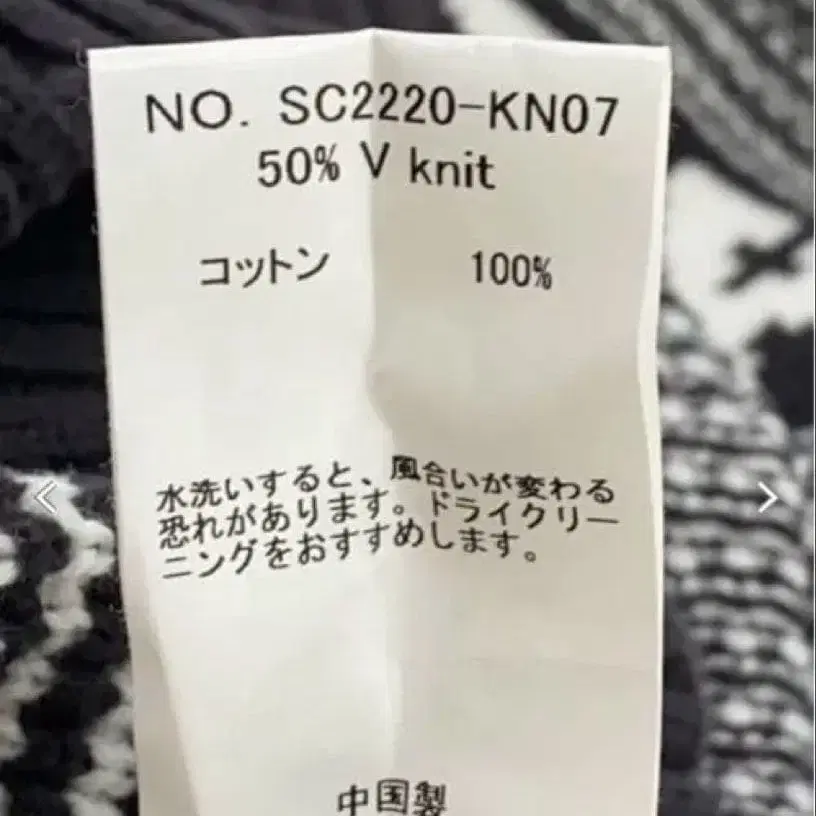 NO. SC2220-KN07
50% V knit
コットン 100%
水洗いすると、風合いが変わる
恐れがあります。ドライクリー
ニングをおすすめします。
中国製